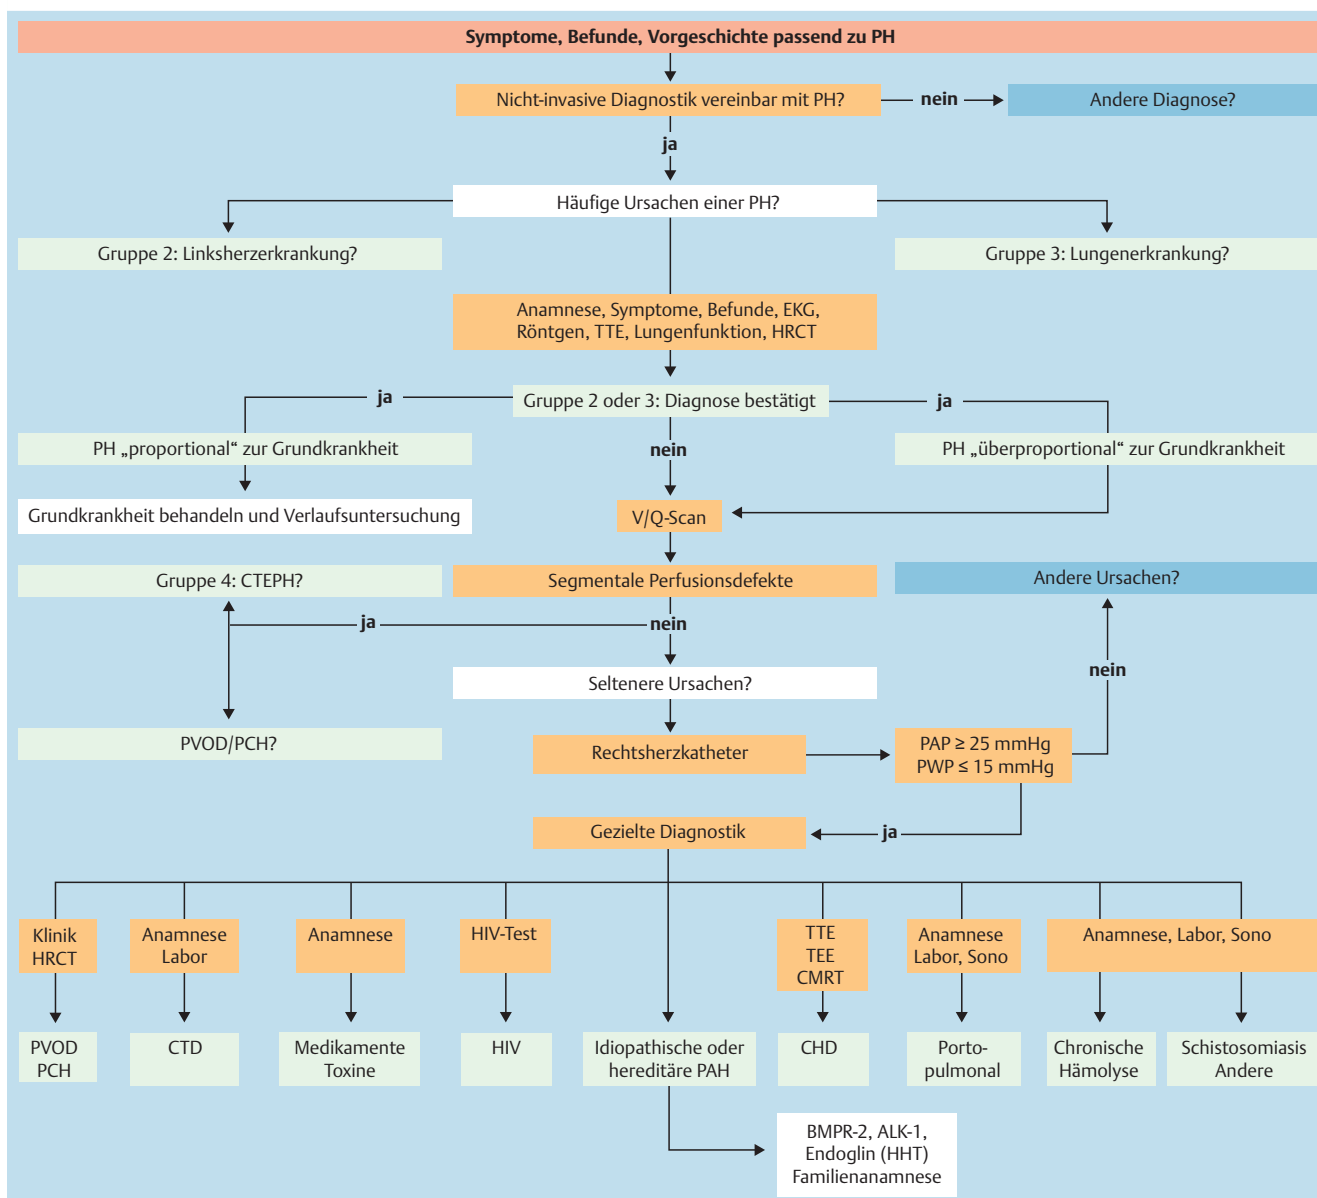 Symptome, Befunde, Vorgeschichte passend zu PH
Nicht-invasive Diagnostik vereinbar mit PH?
nein
Andere Diagnose?
ja
Häufige Ursachen einer PH?
Gruppe 2: Linksherzerkrankung?
Gruppe 3: Lungenerkrankung?
Anamnese, Symptome, Befunde, EKG,
Röntgen, TTE, Lungenfunktion, HRCT
ja
Gruppe 2 oder 3: Diagnose bestätigt
ja
PH „proportional“ zur Grundkrankheit
nein
PH „überproportional“ zur Grundkrankheit
Grundkrankheit behandeln und Verlaufsuntersuchung
V/Q-Scan
Gruppe 4: CTEPH?
Segmentale Perfusionsdefekte
Andere Ursachen?
ja
nein
nein
Seltenere Ursachen?
PVOD/PCH?
Rechtsherzkatheter
PAP ≥ 25 mmHg
PWP ≤ 15 mmHg
Gezielte Diagnostik
ja
Klinik
HRCT
Anamnese
Labor
Anamnese
HIV-Test
TTE
TEE
CMRT
Anamnese
Labor, Sono
Anamnese, Labor, Sono
PVOD
PCH
CTD
Medikamente
Toxine
HIV
Idiopathische oder
hereditäre PAH
CHD
Porto-
pulmonal
Chronische
Hämolyse
Schistosomiasis
Andere
BMPR-2, ALK-1,
Endoglin (HHT)
Familienanamnese